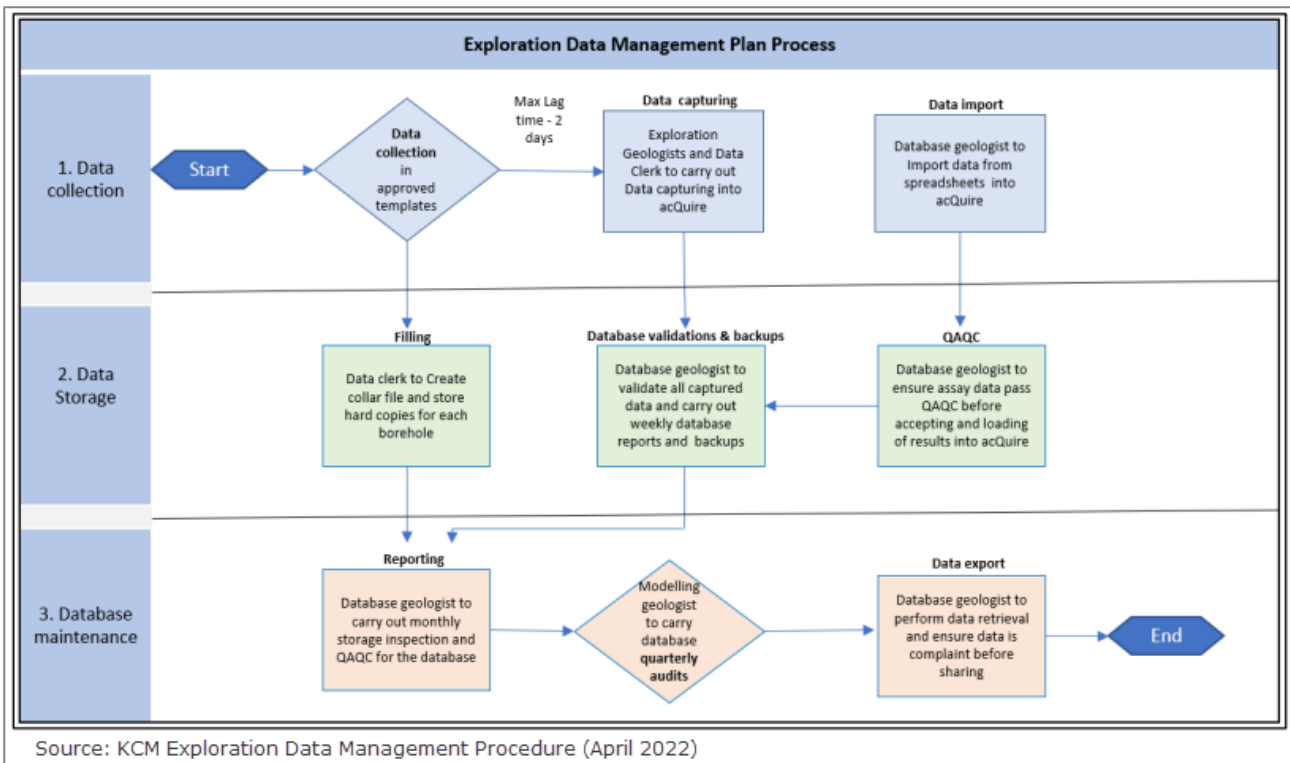 Exploration Data Management Plan Process
1. Data
collection
Start
Data
collection
in
approved
templates
Max Lag
time - 2
days
Data capturing
Exploration
Geologists and Data
Clerk to carry out
Data capturing into
acQuire
Data import
Database geologist to
Import data from
spreadsheets into
acQuire
2. Data
Storage
Filling
Data clerk to Create
collar file and store
hard copies for each
borehole
Database validations & backups
Database geologist to
validate all captured
data and carry out
weekly database
reports and backups
QAQC
Database geologist to
ensure assay data pass
QAQC before
accepting and loading
of results into acQuire
3. Database
maintenance
Reporting
Database geologist to
carry out monthly
storage inspection and
QAQC for the database
Modelling
geologist
to carry
database
quarterly
audits
Data export
Database geologist to
perform data retrieval
and ensure data is
complaint before
sharing
End
Source: KCM Exploration Data Management Procedure (April 2022)